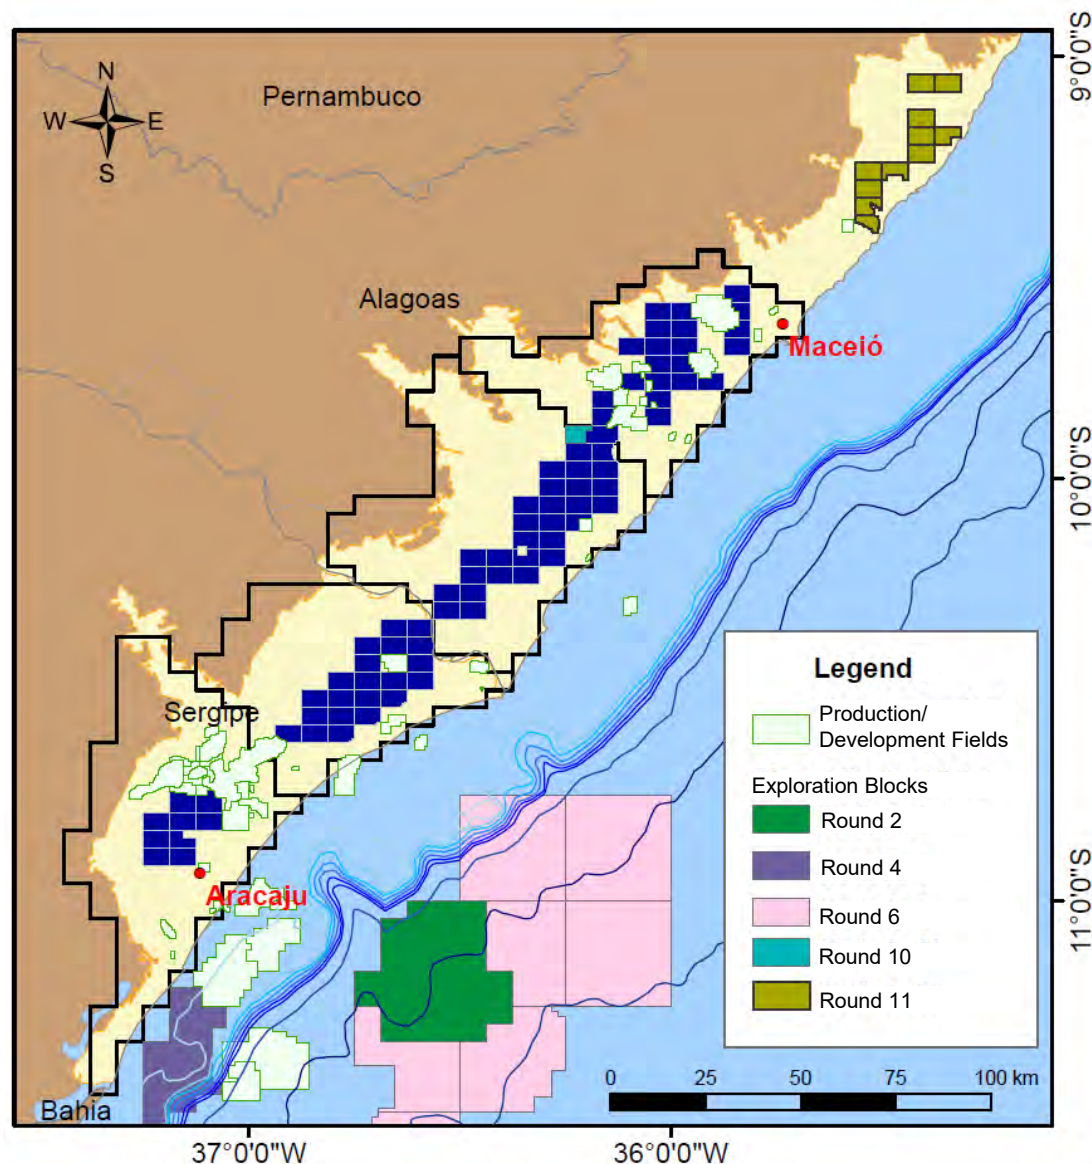 N
W E
S
Pernambuco
Alagoas
Maceió
Sergipe
Aracaju
Bahia
9°0'0"S
10°0'0"S
11°0'0"S
37°0'0"W
36°0'0"W
Legend
Production/
Development Fields
Exploration Blocks
Round 2
Round 4
Round 6
Round 10
Round 11
0 25 50 75 100 km